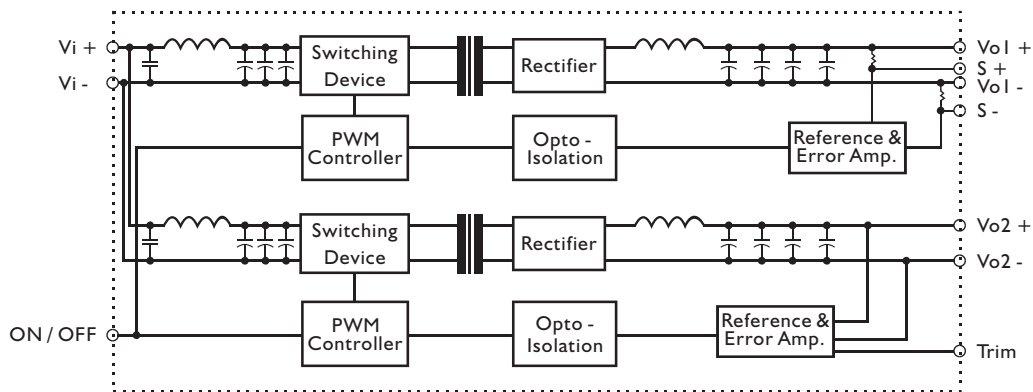 Vi +
Vi -
Switching
Device
Rectifier
Vo1 +
S +
Vo1 -
S -
PWM
Controller
Opto -
Isolation
Reference &
Error Amp.
Switching
Device
Rectifier
Vo2 +
Vo2 -
ON / OFF
PWM
Controller
Opto -
Isolation
Reference &
Error Amp.
Trim